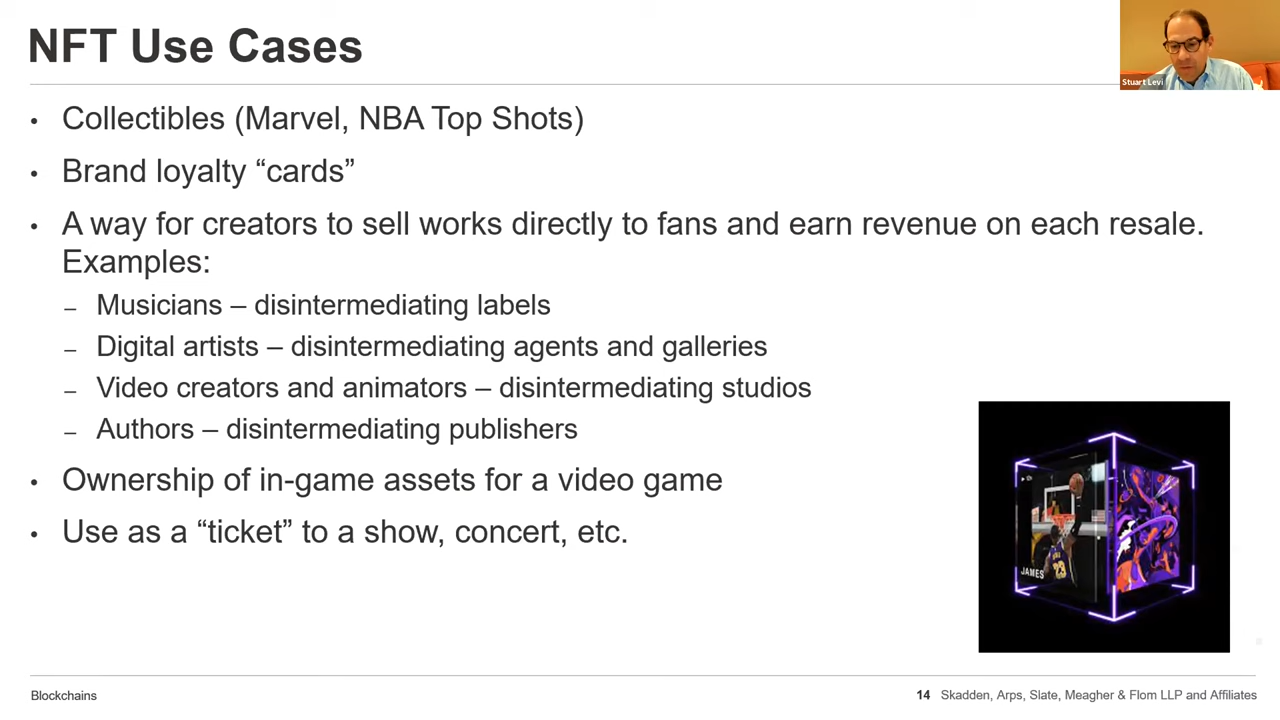 NFT Use Cases
Stuart Levi
• Collectibles (Marvel, NBA Top Shots)
• Brand loyalty “cards”
• A way for creators to sell works directly to fans and earn revenue on each resale.
Examples:
– Musicians – disintermediating labels
– Digital artists – disintermediating agents and galleries
– Video creators and animators – disintermediating studios
– Authors – disintermediating publishers
• Ownership of in-game assets for a video game
• Use as a “ticket” to a show, concert, etc.
JAMES
23
Blockchains
14 Skadden, Arps, Slate, Meagher & Flom LLP and Affiliates